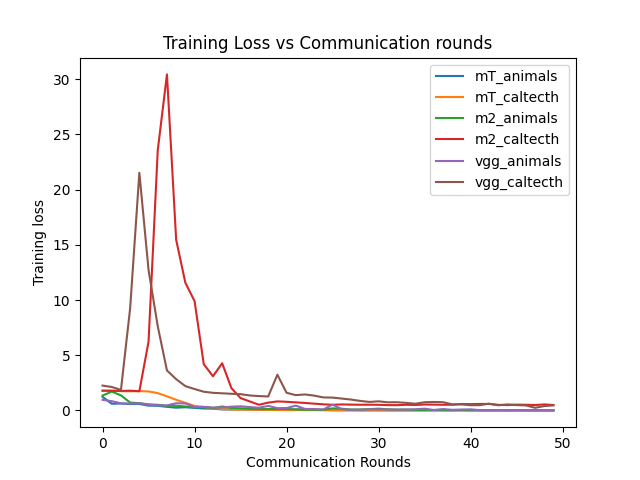 Training Loss vs Communication rounds
30
25
20
15
10
5
0
Training loss
mT_animals
mT_caltecth
m2_animals
m2_caltecth
vgg_animals
vgg_caltecth
0 10 20 30 40 50
Communication Rounds